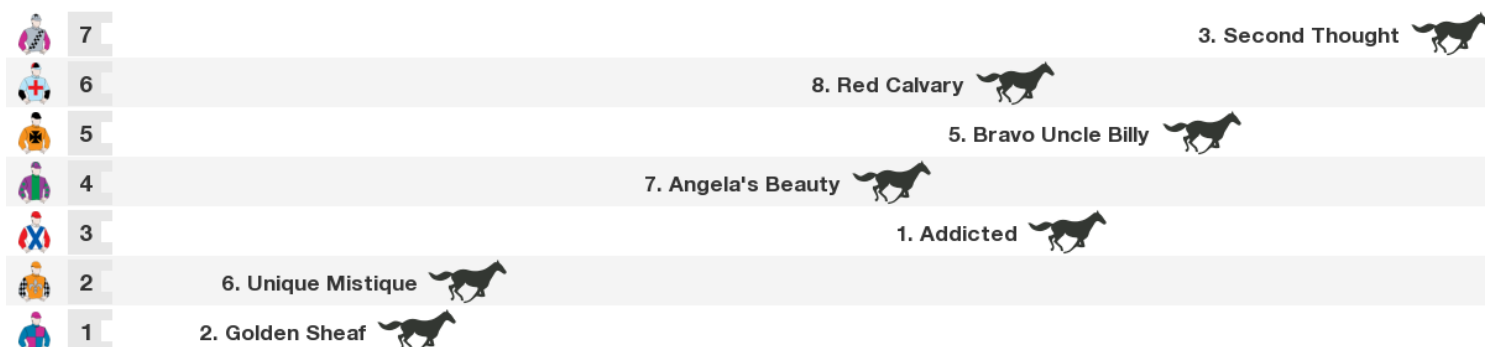 7 3. Second Thought
6 8. Red Calvary
5 5. Bravo Uncle Billy
4 7. Angela's Beauty
3 1. Addicted
2 6. Unique Mistique
1 2. Golden Sheaf